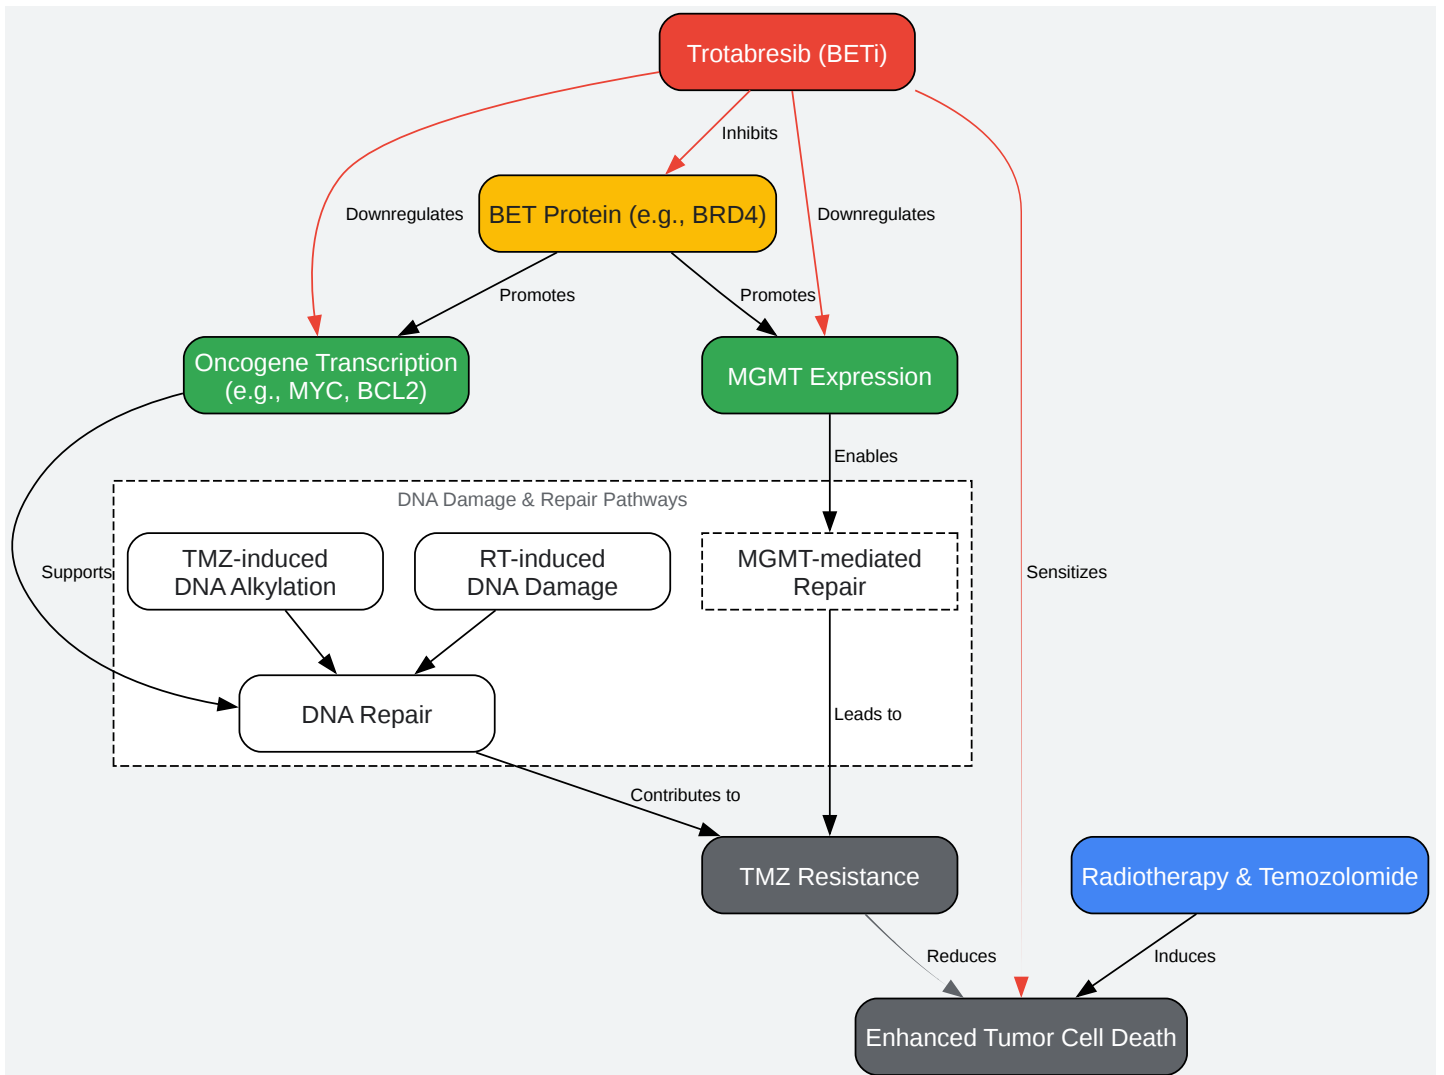 Trotabresib (BETi)
Inhibits
Downregulates
BET Protein (e.g., BRD4)
Downregulates
Promotes
Promotes
Oncogene Transcription
(e.g., MYC, BCL2)
MGMT Expression
Enables
DNA Damage & Repair Pathways
TMZ-induced
DNA Alkylation
RT-induced
DNA Damage
MGMT-mediated
Repair
Supports
Sensitizes
DNA Repair
Leads to
Contributes to
TMZ Resistance
Radiotherapy & Temozolomide
Reduces
Induces
Enhanced Tumor Cell Death